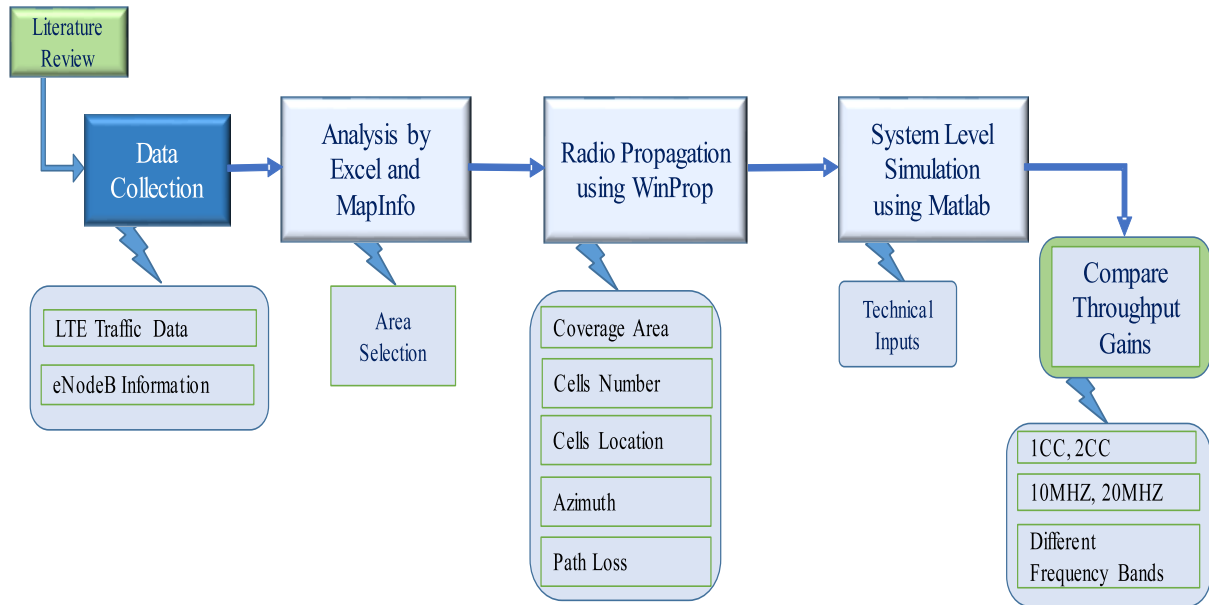 Literature
Review
Data
Collection
Analysis by
Excel and
MapInfo
Radio Propagation
using WinProp
System Level
Simulation
using Matlab
Compare
Throughput
Gains
LTE Traffic Data
eNodeB Information
Area
Selection
Coverage Area
Cells Number
Cells Location
Azimuth
Path Loss
Technical
Inputs
1CC, 2CC
10MHZ, 20MHZ
Different
Frequency Bands